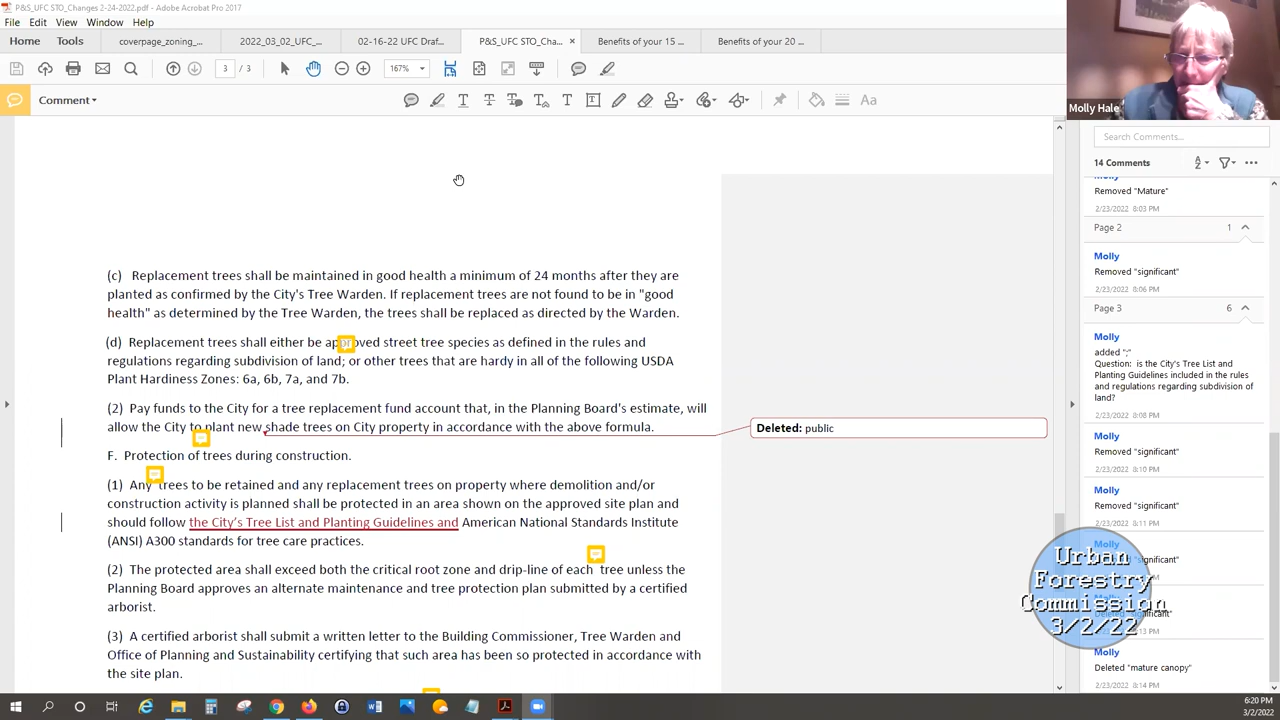 P&S_UFC STO_Changes 2-24-2022.pdf - Adobe Acrobat Pro 2017
File Edit View Window Help
Home Tools coverpage_zoning_... 2022_03_02_UFC_... 02-16-22 UFC Draf... P&S_UFC STO_Cha... × Benefits of your 15 ... Benefits of your 20 ...
3 / 3 167%
Comment
Aa
Molly Hale
Search Comments...
14 Comments
Molly
Removed "Mature"
2/23/2022 8:03 PM
Page 2 1
Molly
Removed "significant"
2/23/2022 8:06 PM
Page 3 6
Molly
added ";"
Question: is the City's Tree List and
Planting Guidelines included in the rules
and regulations regarding subdivision of
land?
2/23/2022 8:08 PM
Molly
Removed "significant"
2/23/2022 8:10 PM
Molly
Removed "significant"
2/23/2022 8:11 PM
Molly
"significant"
PM
Deleted "significant"
PM
Molly
Deleted "mature canopy"
2/23/2022 8:14 PM
(c) Replacement trees shall be maintained in good health a minimum of 24 months after they are
planted as confirmed by the City's Tree Warden. If replacement trees are not found to be in "good
health" as determined by the Tree Warden, the trees shall be replaced as directed by the Warden.
(d) Replacement trees shall either be approved street tree species as defined in the rules and
regulations regarding subdivision of land; or other trees that are hardy in all of the following USDA
Plant Hardiness Zones: 6a, 6b, 7a, and 7b.
(2) Pay funds to the City for a tree replacement fund account that, in the Planning Board's estimate, will
allow the City to plant new shade trees on City property in accordance with the above formula.
Deleted: public
F. Protection of trees during construction.
(1) Any trees to be retained and any replacement trees on property where demolition and/or
construction activity is planned shall be protected in an area shown on the approved site plan and
should follow the City's Tree List and Planting Guidelines and American National Standards Institute
(ANSI) A300 standards for tree care practices.
(2) The protected area shall exceed both the critical root zone and drip-line of each tree unless the
Planning Board approves an alternate maintenance and tree protection plan submitted by a certified
arborist.
(3) A certified arborist shall submit a written letter to the Building Commissioner, Tree Warden and
Office of Planning and Sustainability certifying that such area has been so protected in accordance with
the site plan.
Urban
Forestry
Commission
3/2/22
6:20 PM
3/2/2022